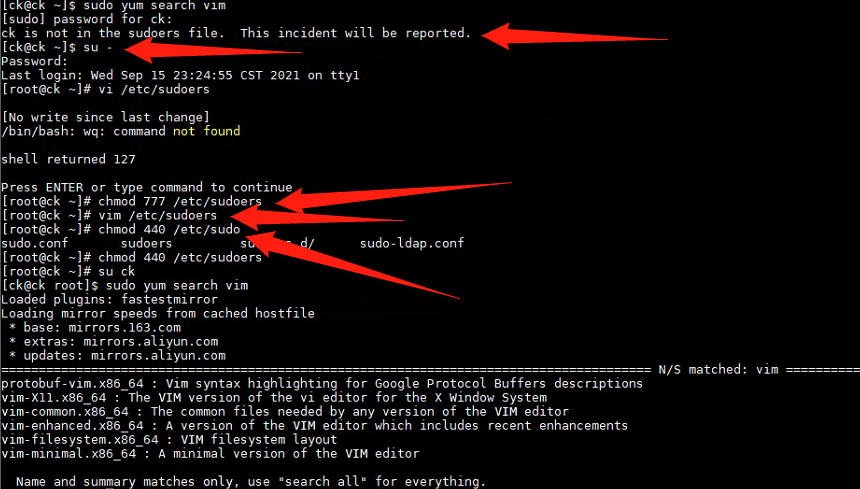 [ck@ck ~]$ sudo yum search vim
[sudo] password for ck:
ck is not in the sudoers file.  This incident will be reported.
[ck@ck ~]$ su -
Password:
Last login: Wed Sep 15 23:24:55 CST 2021 on tty1
[root@ck ~]# vi /etc/sudoers
[No write since last change]
/bin/bash: wq: command not found
shell returned 127
Press ENTER or type command to continue
[root@ck ~]# chmod 777 /etc/sudoers
[root@ck ~]# vim /etc/sudoers
[root@ck ~]# chmod 440 /etc/sudo
sudo.conf       sudoers         d/      sudo-ldap.conf
[root@ck ~]# chmod 440 /etc/sudoers
[root@ck ~]# su ck
[ck@ck root]$ sudo yum search vim
Loaded plugins: fastestmirror
Loading mirror speeds from cached hostfile
 * base: mirrors.163.com
 * extras: mirrors.aliyun.com
 * updates: mirrors.aliyun.com
======================================================================================= N/S matched: vim ==========
protobuf-vim.x86_64 : Vim syntax highlighting for Google Protocol Buffers descriptions
vim-X11.x86_64 : The VIM version of the vi editor for the X Window System
vim-common.x86_64 : The common files needed by any version of the VIM editor
vim-enhanced.x86_64 : A version of the VIM editor which includes recent enhancements
vim-filesystem.x86_64 : VIM filesystem layout
vim-minimal.x86_64 : A minimal version of the VIM editor
  Name and summary matches only, use "search all" for everything.